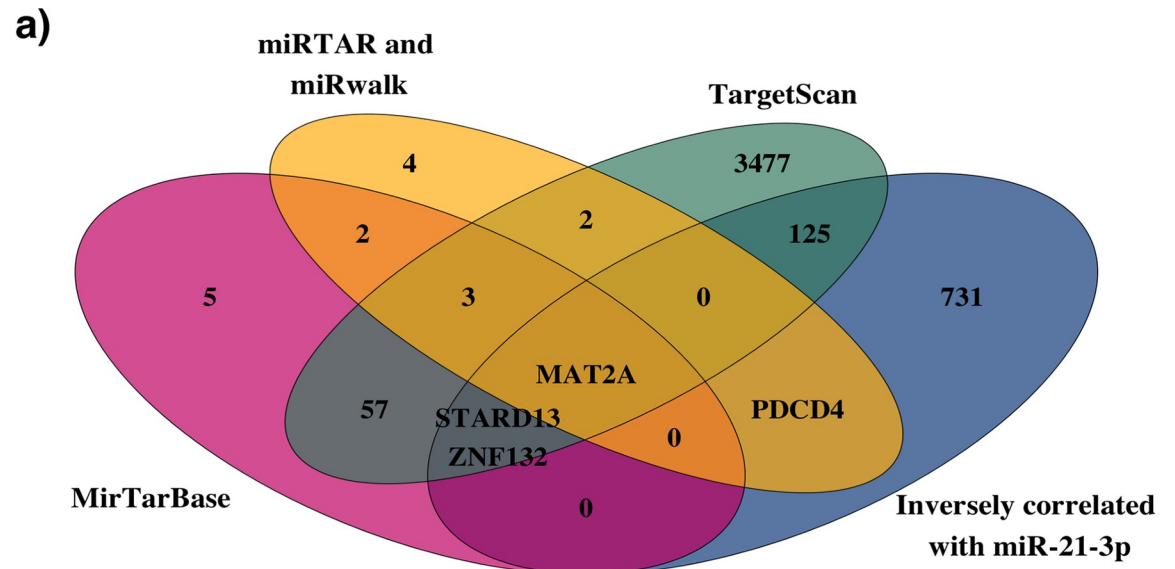 a)
miRTAR and
miRwalk
TargetScan
4
3477
2
2
125
5
3
0
731
MAT2A
57
STARD13
PDCD4
0
ZNF132
MirTarBase
0
Inversely correlated
with miR-21-3p